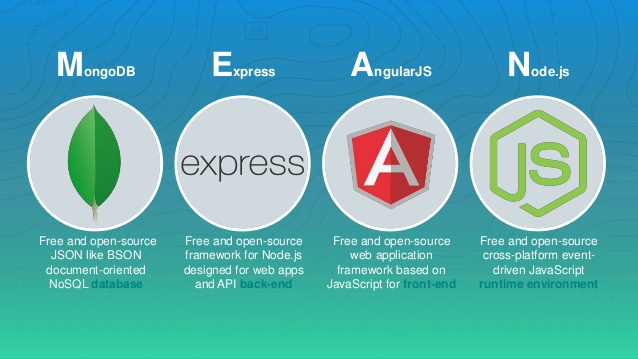 MongoDB
Express
AngularJS
Node.js
express
A
JS
Free and open-source
JSON like BSON
document-oriented
NoSQL database
Free and open-source
framework for Node.js
designed for web apps
and API back-end
Free and open-source
web application
framework based on
JavaScript for front-end
Free and open-source
cross-platform event-
driven JavaScript
runtime environment